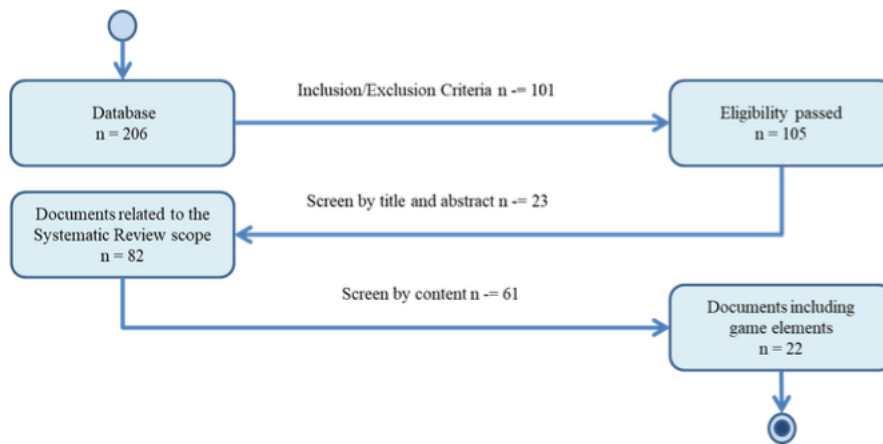 Database
n = 206
Inclusion/Exclusion Criteria n -= 101
Eligibility passed
n = 105
Screen by title and abstract n -= 23
Documents related to the
Systematic Review scope
n = 82
Screen by content n -= 61
Documents including
game elements
n = 22